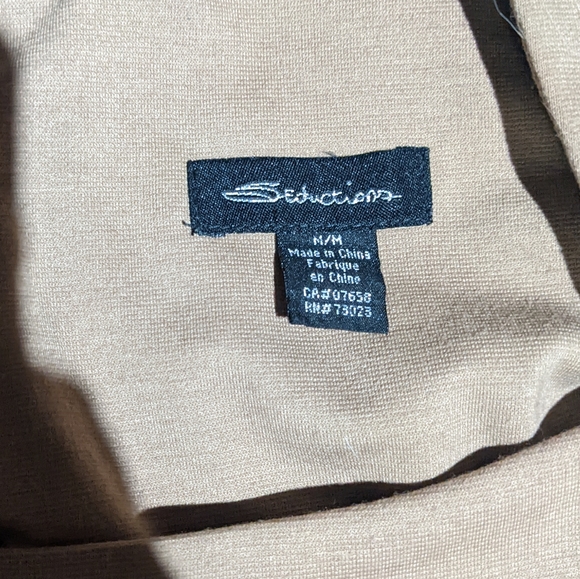 Seductions
M/M
Made in China
Fabrique
en Chine
CA#07658
RN#73023